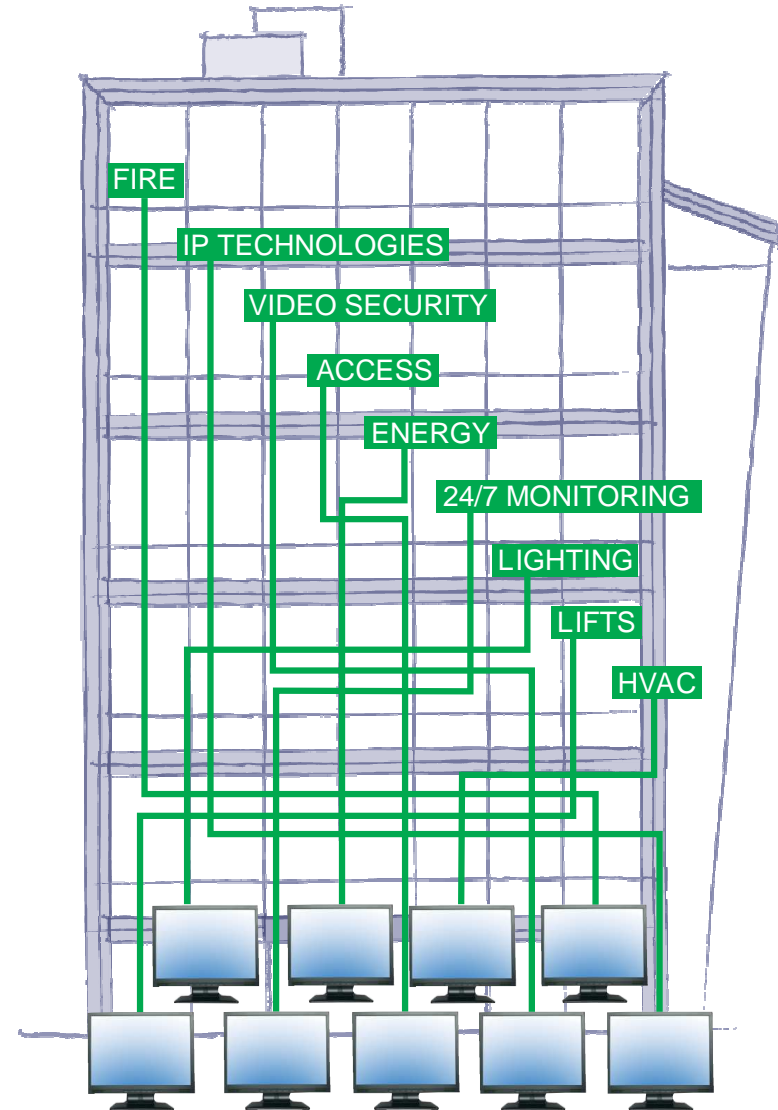 FIRE
IP TECHNOLOGIES
VIDEO SECURITY
ACCESS
ENERGY
24/7 MONITORING
LIGHTING
LIFTS
HVAC